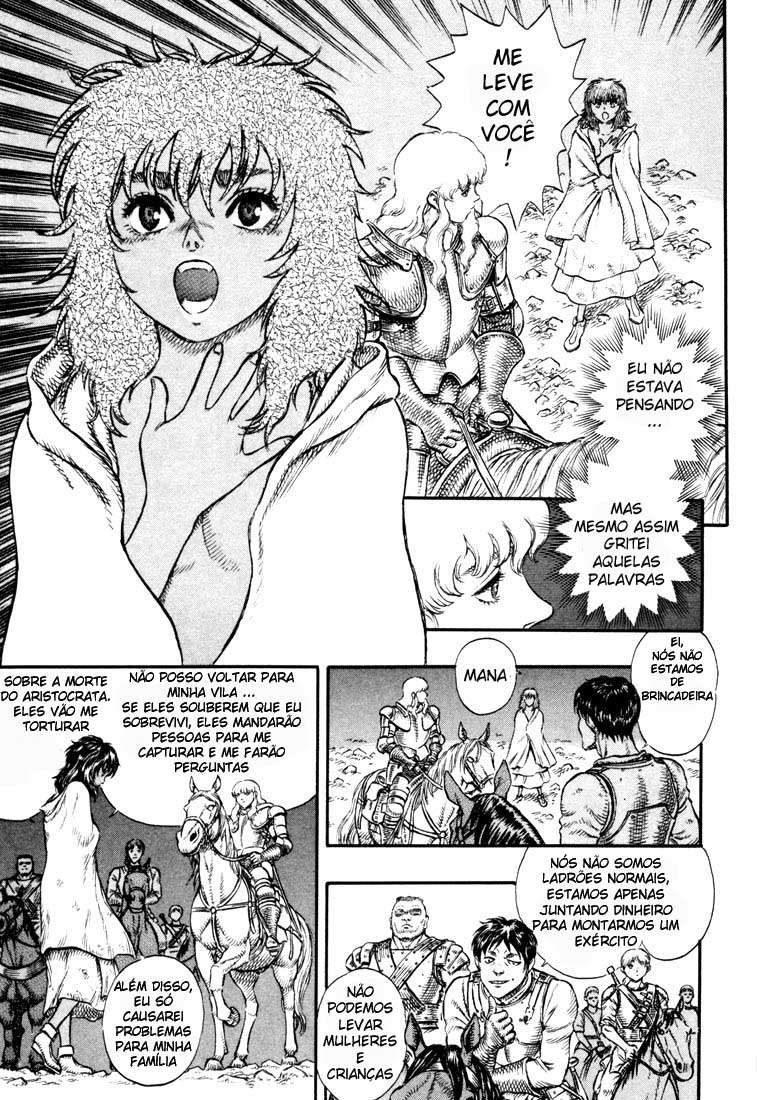 ME
LEVE
COM
VOCÊ
!
EU NÃO
ESTAVA
PENSANDO
...
MAS
MESMO ASSIM
GRITEI
AQUELAS
PALAVRAS
EI,
NÓS NÃO
ESTAMOS
DE
BRINCADEIRA
MANA
NÓS NÃO SOMOS
LADRÕES NORMAIS,
ESTAMOS APENAS
JUNTANDO DINHEIRO
PARA MONTARMOS UM
EXÉRCITO
NÃO
PODEMOS
LEVAR
MULHERES
E
CRIANÇAS
NÃO POSSO VOLTAR PARA
MINHA VILA ...
SE ELES SOUBEREM QUE EU
SOBREVIVI, ELES MANDARÃO
PESSOAS PARA ME
CAPTURAR E ME FARÃO
PERGUNTAS
SOBRE A MORTE
DO ARISTOCRATA.
ELES VÃO ME
TORTURAR
ALÉM DISSO,
EU SÓ
CAUSAREI
PROBLEMAS
PARA MINHA
FAMÍLIA